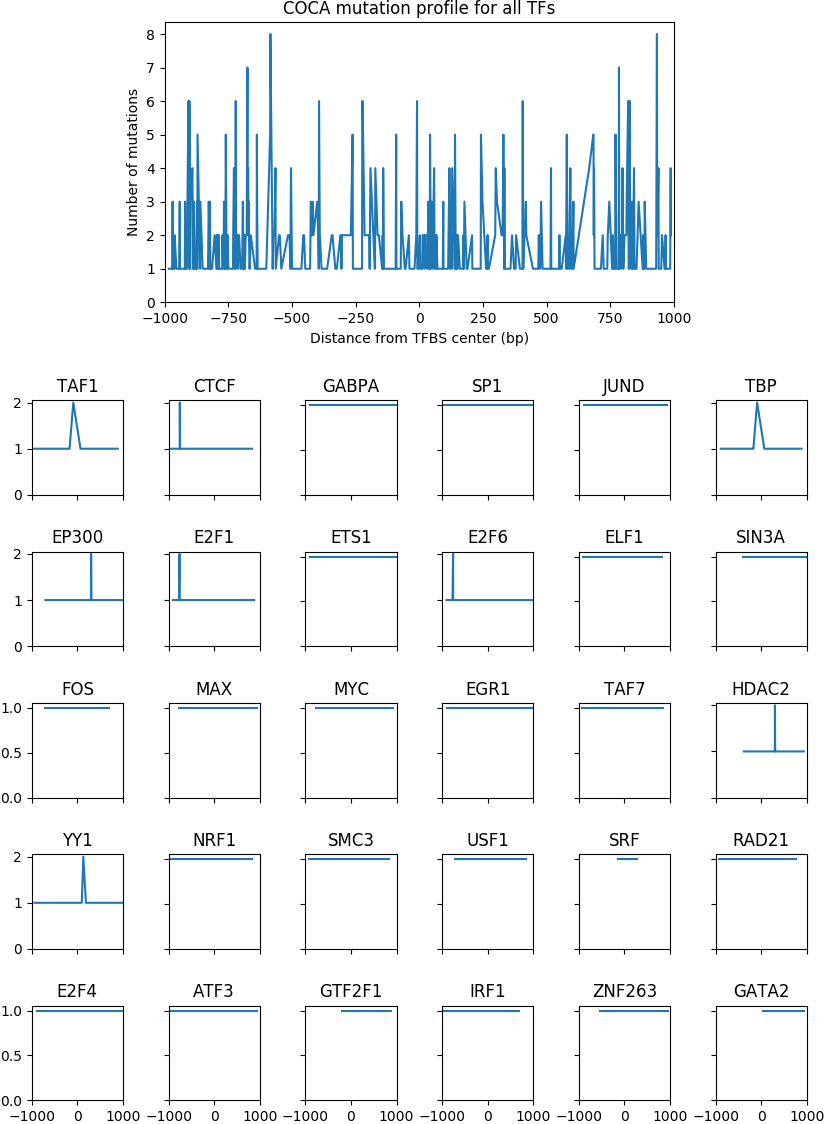 COCA mutation profile for all TFs
8
7
6
5
4
3
2
1
0
Number of mutations
−1000 −750 −500 −250 0 250 500 750 1000
Distance from TFBS center (bp)
TAF1 CTCF GABPA SP1 JUND TBP
2
1
0
EP300 E2F1 ETS1 E2F6 ELF1 SIN3A
2
1
0
FOS MAX MYC EGR1 TAF7 HDAC2
1.0
0.5
0.0
YY1 NRF1 SMC3 USF1 SRF RAD21
2
1
0
E2F4 ATF3 GTF2F1 IRF1 ZNF263 GATA2
1.0
0.5
0.0
−1000 0 1000 −1000 0 1000 −1000 0 1000 −1000 0 1000 −1000 0 1000 −1000 0 1000